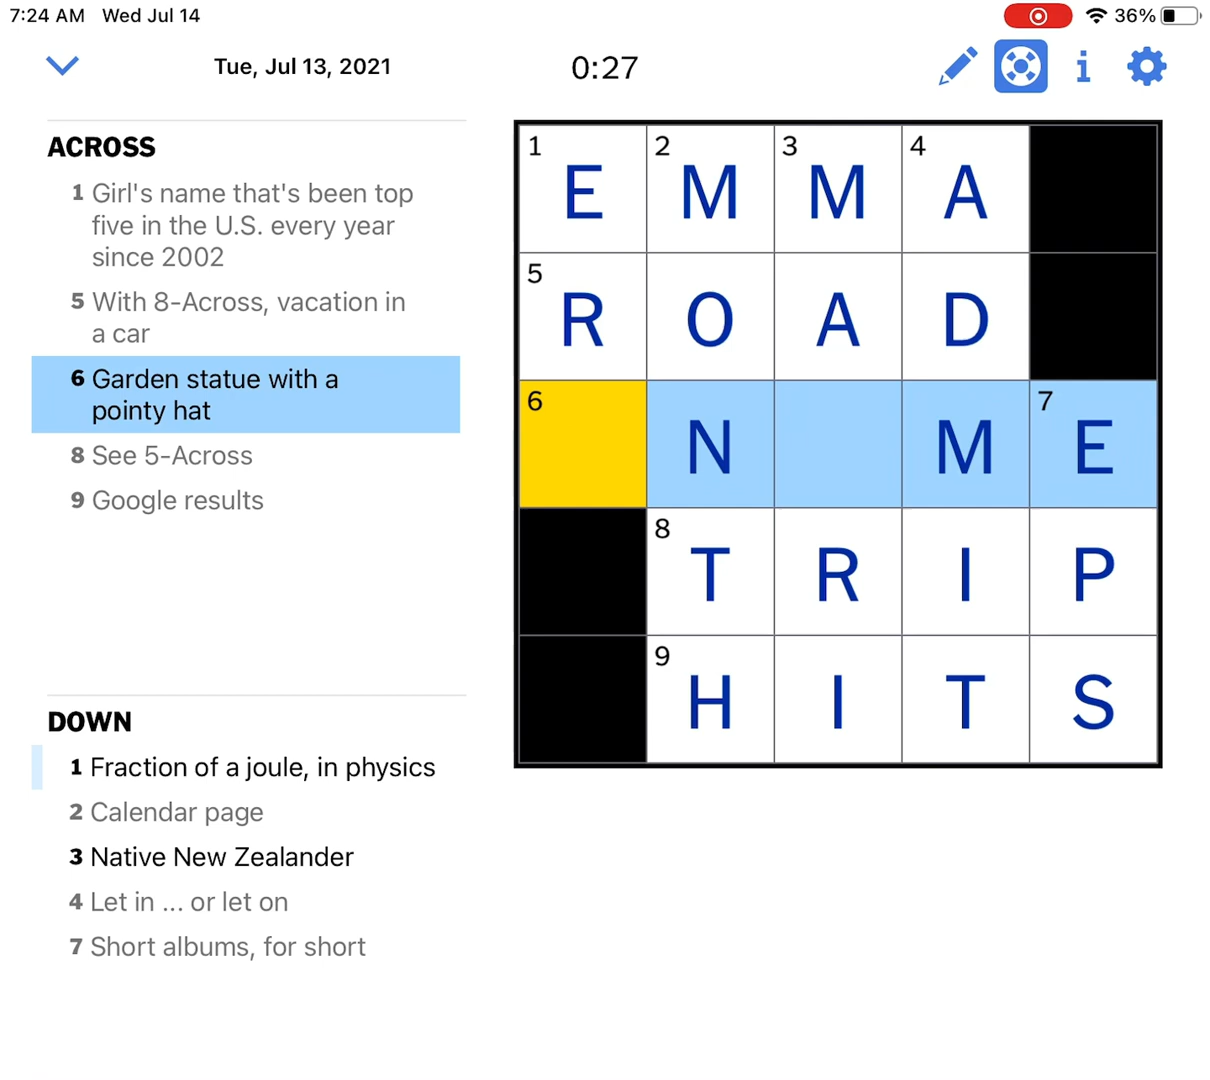 7:24 AM Wed Jul 14
36%
Tue, Jul 13, 2021
0:27
i
ACROSS
1 Girl's name that's been top
five in the U.S. every year
since 2002
5 With 8-Across, vacation in
a car
6 Garden statue with a
pointy hat
8 See 5-Across
9 Google results
DOWN
1 Fraction of a joule, in physics
2 Calendar page
3 Native New Zealander
4 Let in ... or let on
7 Short albums, for short
1 2 3 4
E M M A
5
R O A D
6 7
N M E
8
T R I P
9
H I T S